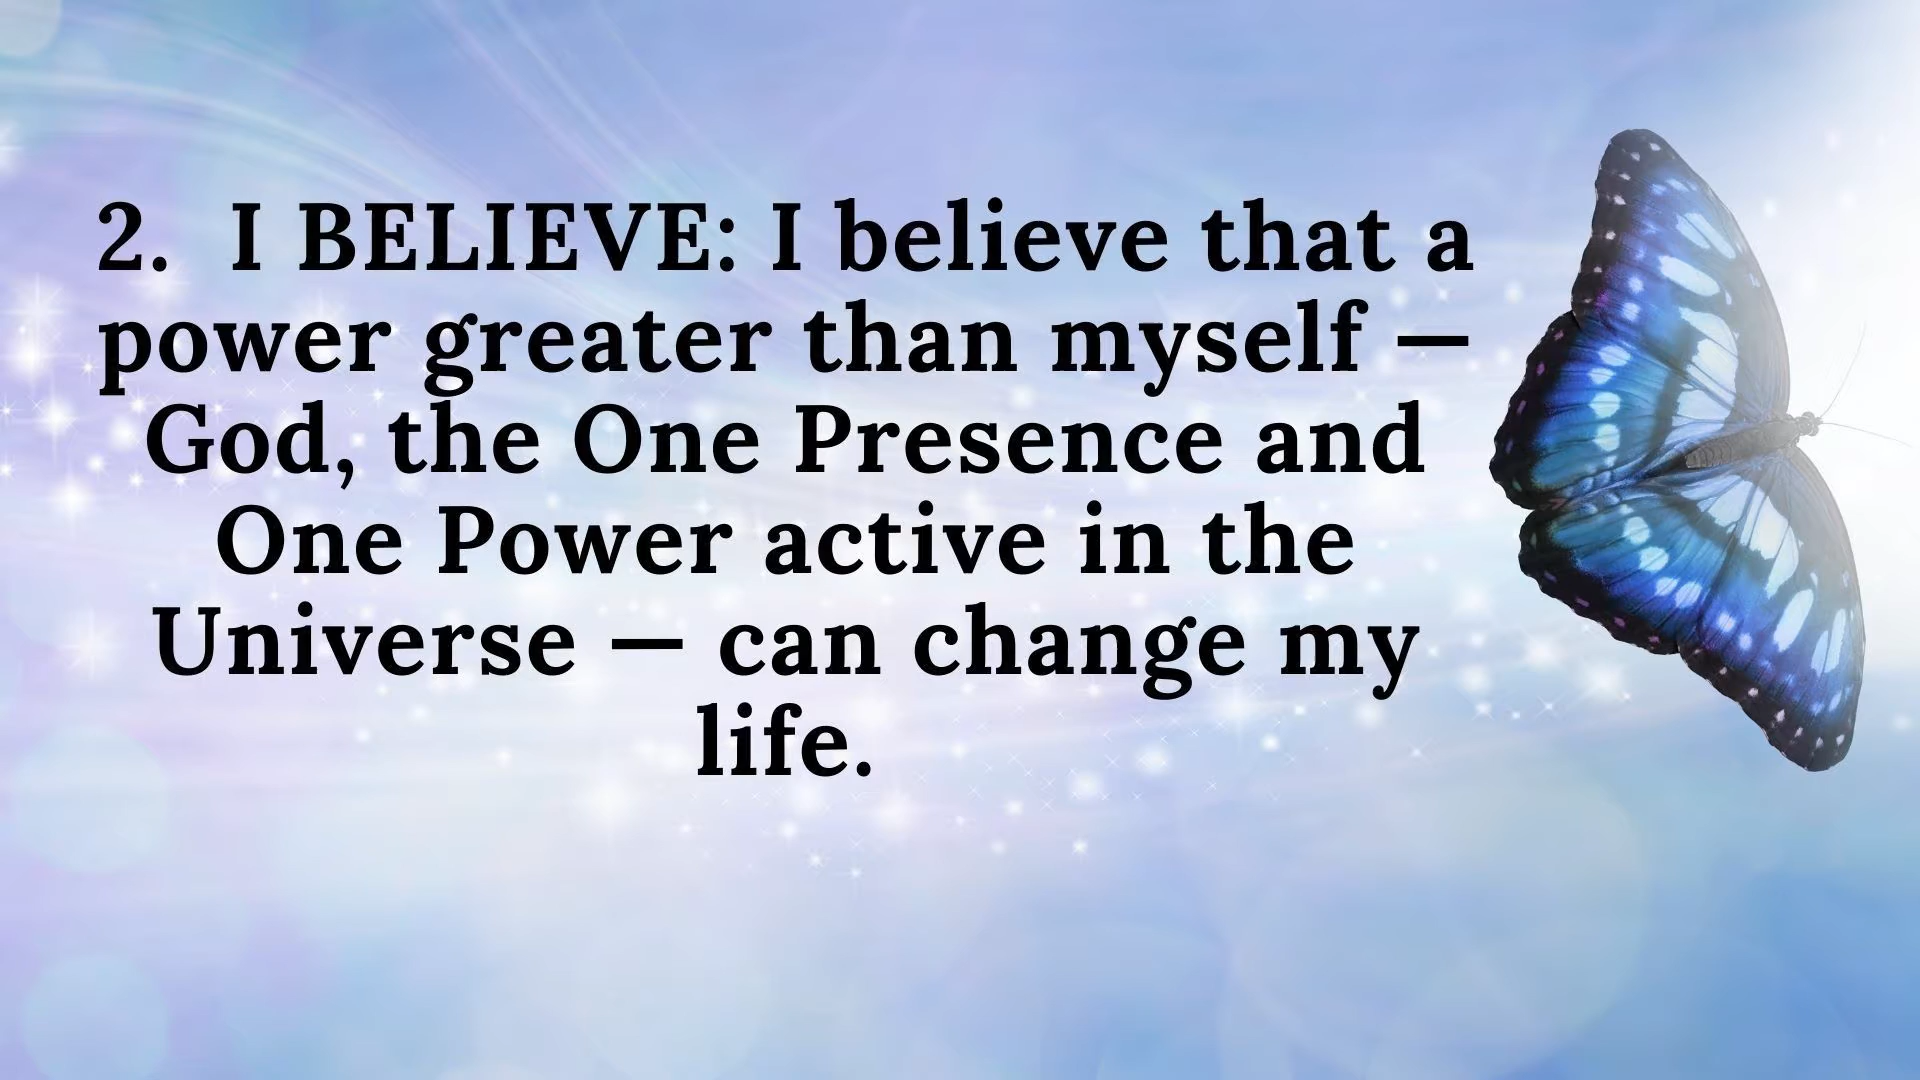 2.  I BELIEVE: I believe that a
power greater than myself —
God, the One Presence and
One Power active in the
Universe — can change my
life.